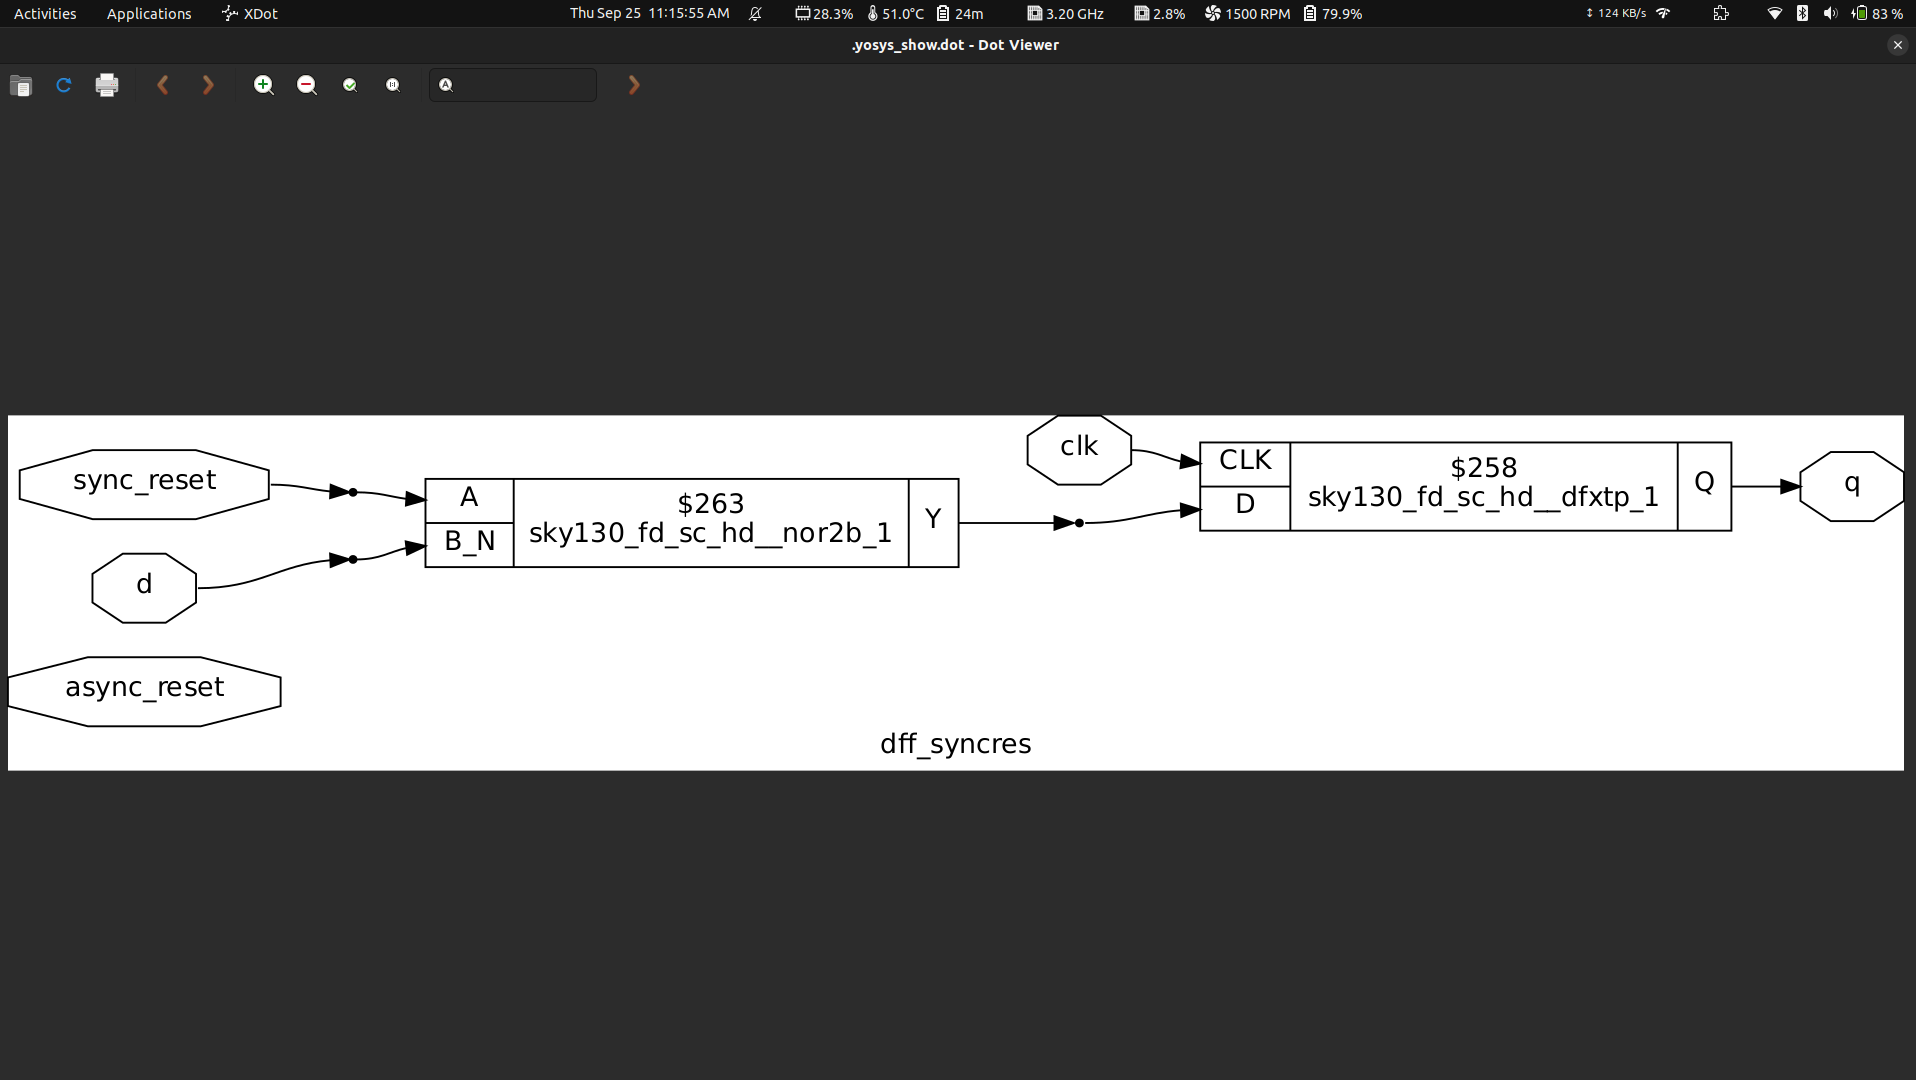 Activities Applications XDot Thu Sep 25 11:15:55 AM 28.3% 51.0°C 24m 3.20 GHz 2.8% 1500 RPM 79.9% 124 KB/s 83 %
.yosys_show.dot - Dot Viewer
clk
sync_reset
A
B_N
$263
sky130_fd_sc_hd__nor2b_1
Y
CLK
D
$258
sky130_fd_sc_hd__dfxtp_1
Q
q
d
async_reset
dff_syncres